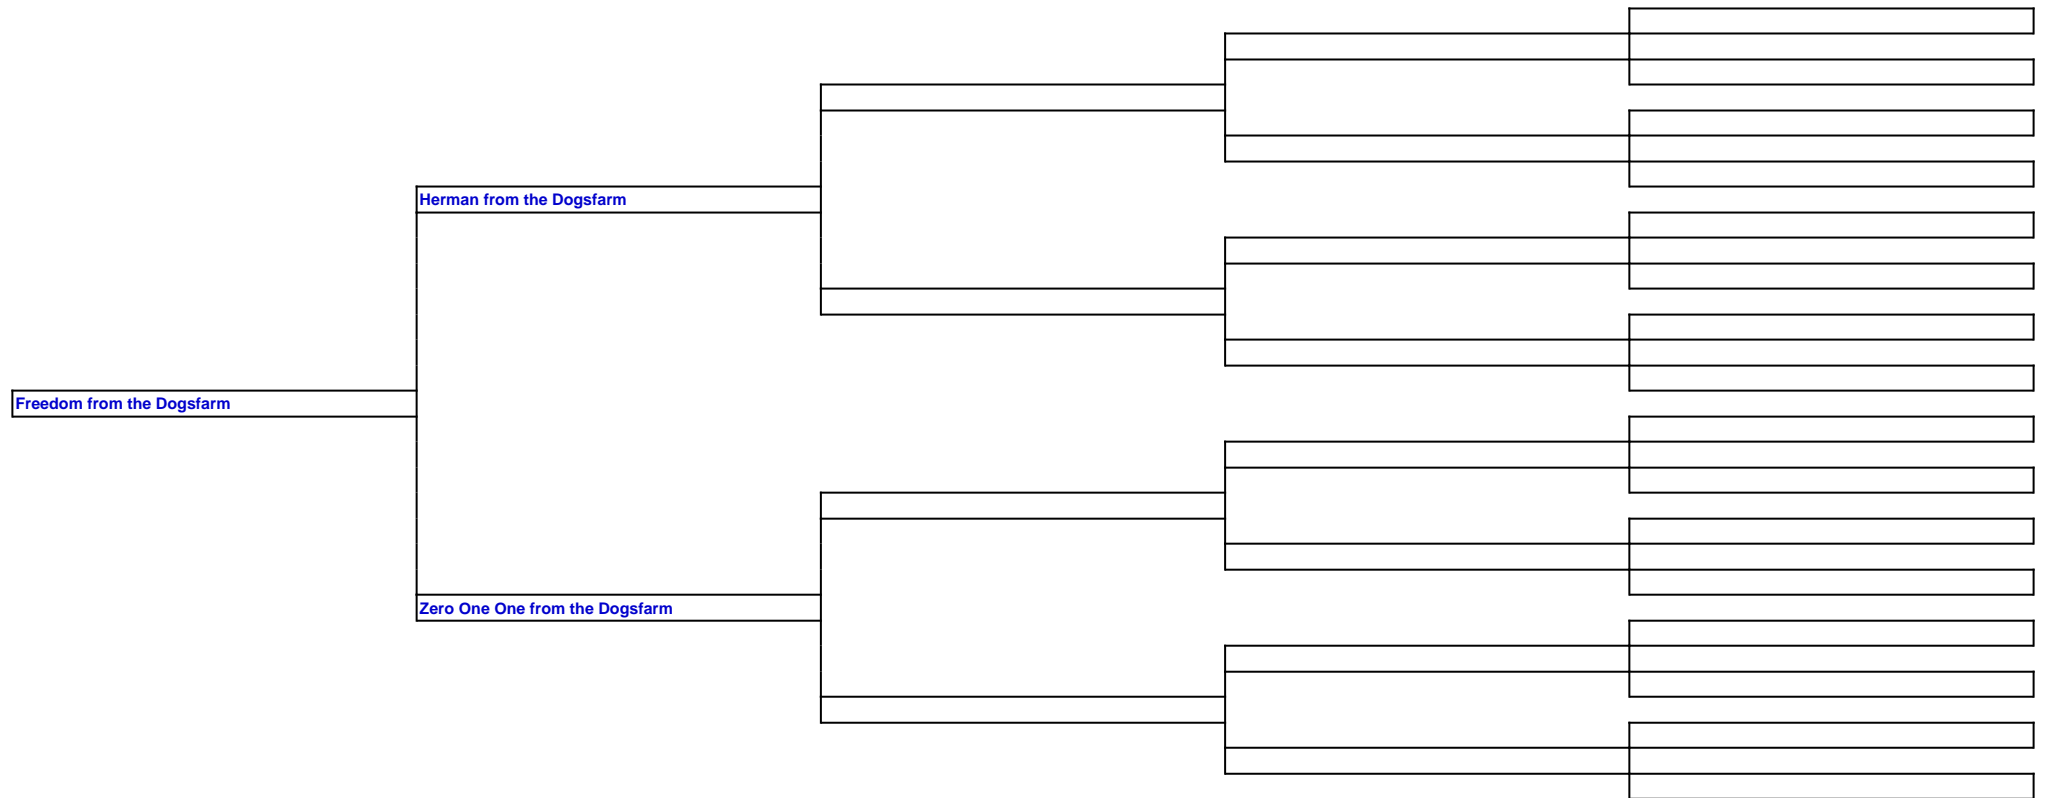 Herman from the Dogsfarm
Freedom from the Dogsfarm
Zero One One from the Dogsfarm